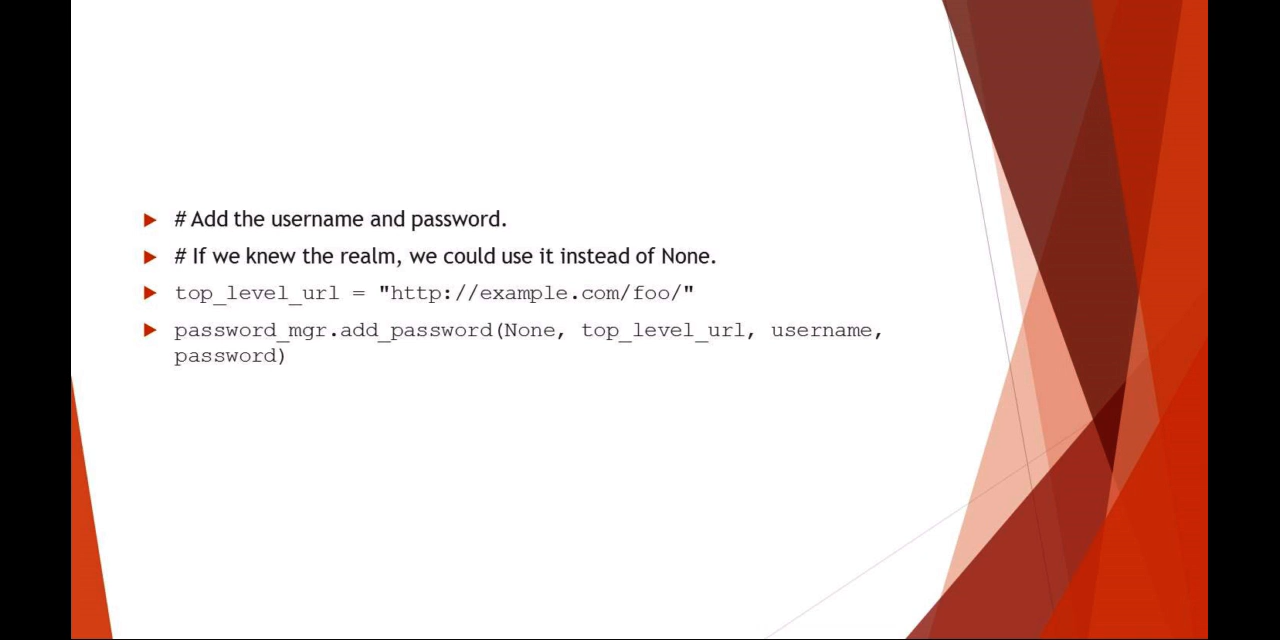 # Add the username and password.
# If we knew the realm, we could use it instead of None.
top_level_url = "http://example.com/foo/"
password_mgr.add_password(None, top_level_url, username,
password)